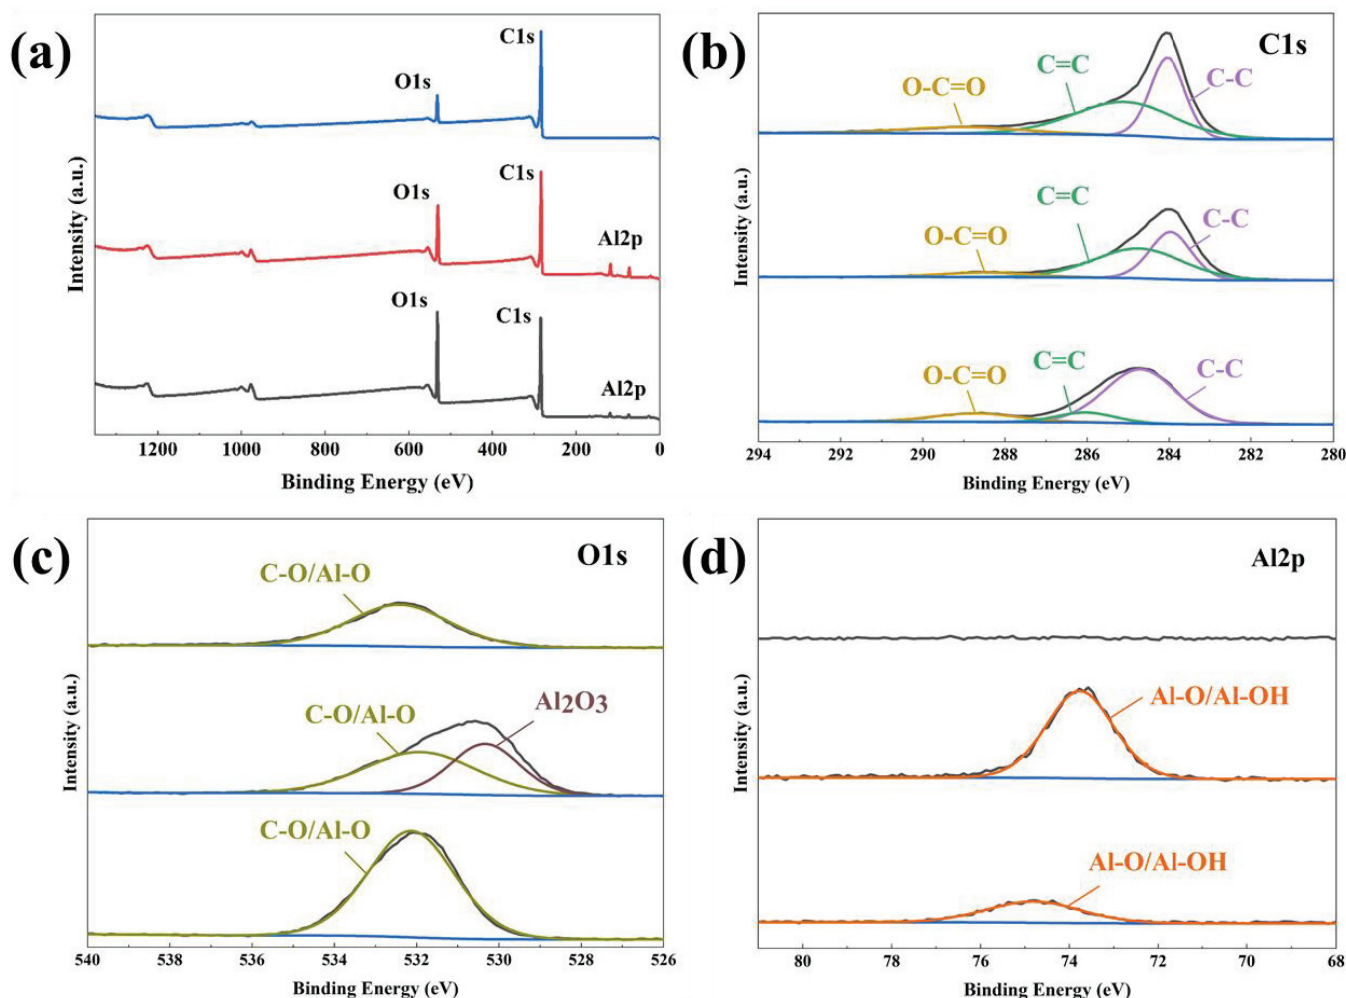 (a)
C1s
O1s
C1s
O1s
Al2p
O1s
C1s
Al2p
Intensity (a.u.)
1200 1000 800 600 400 200 0
Binding Energy (eV)
(b)
C1s
C=C
O-C=O
C-C
C=C
O-C=O
C-C
C=C
O-C=O
C-C
Intensity (a.u.)
294 292 290 288 286 284 282 280
Binding Energy (eV)
(c)
O1s
C-O/Al-O
C-O/Al-O
Al₂O₃
C-O/Al-O
Intensity (a.u.)
540 538 536 534 532 530 528 526
Binding Energy (eV)
(d)
Al2p
Al-O/Al-OH
Al-O/Al-OH
Intensity (a.u.)
80 78 76 74 72 70 68
Binding Energy (eV)